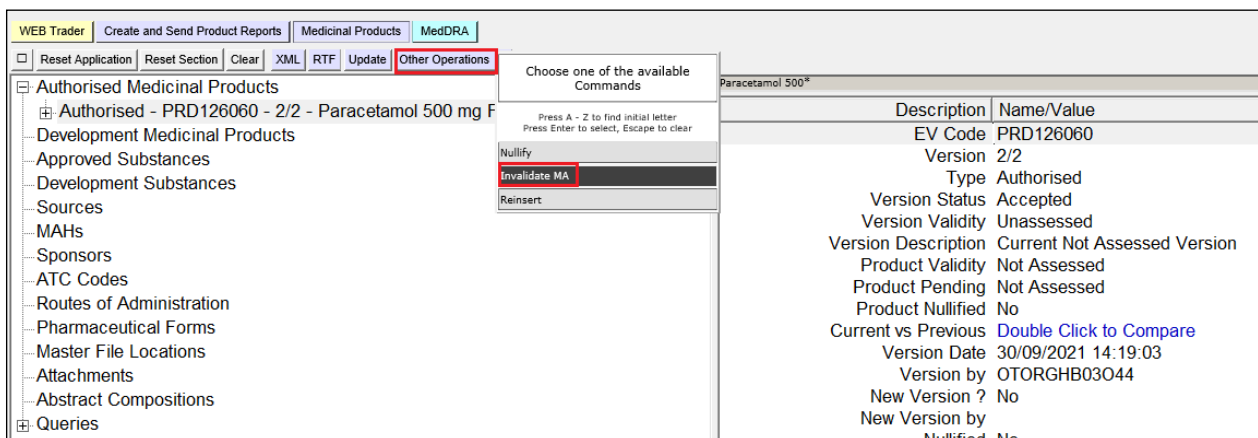 WEB Trader Create and Send Product Reports Medicinal Products MedDRA
Reset Application Reset Section Clear XML RTF Update Other Operations
Choose one of the available
Commands
Press A - Z to find initial letter
Press Enter to select, Escape to clear
Nullify
Invalidate MA
Reinsert
Authorised Medicinal Products
Authorised - PRD126060 - 2/2 - Paracetamol 500 mg
Development Medicinal Products
Approved Substances
Development Substances
Sources
MAHs
Sponsors
ATC Codes
Routes of Administration
Pharmaceutical Forms
Master File Locations
Attachments
Abstract Compositions
Queries
Paracetamol 500*
Description Name/Value
EV Code PRD126060
Version 2/2
Type Authorised
Version Status Accepted
Version Validity Unassessed
Version Description Current Not Assessed Version
Product Validity Not Assessed
Product Pending Not Assessed
Product Nullified No
Current vs Previous Double Click to Compare
Version Date 30/09/2021 14:19:03
Version by OTORGHB03O44
New Version ? No
New Version by
Nullified No